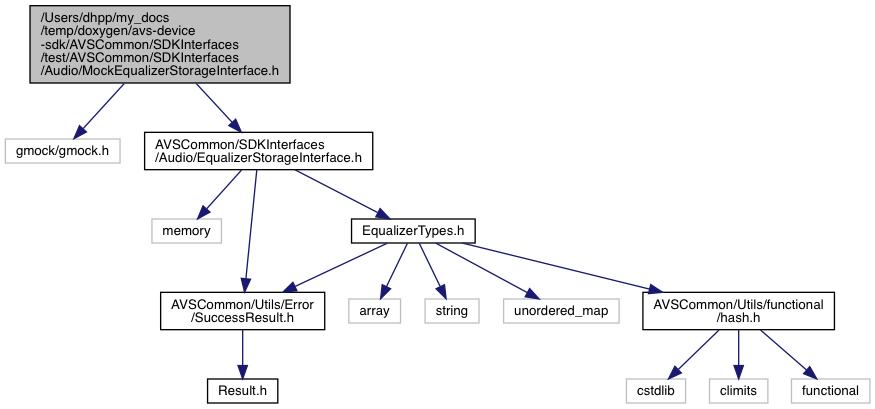 /Users/dhpp/my_docs
/temp/doxygen/avs-device
-sdk/AVSCommon/SDKInterfaces
/test/AVSCommon/SDKInterfaces
/Audio/MockEqualizerStorageInterface.h
gmock/gmock.h
AVSCommon/SDKInterfaces
/Audio/EqualizerStorageInterface.h
memory
EqualizerTypes.h
AVSCommon/Utils/Error
/SuccessResult.h
array
string
unordered_map
AVSCommon/Utils/functional
/hash.h
Result.h
cstdlib
climits
functional